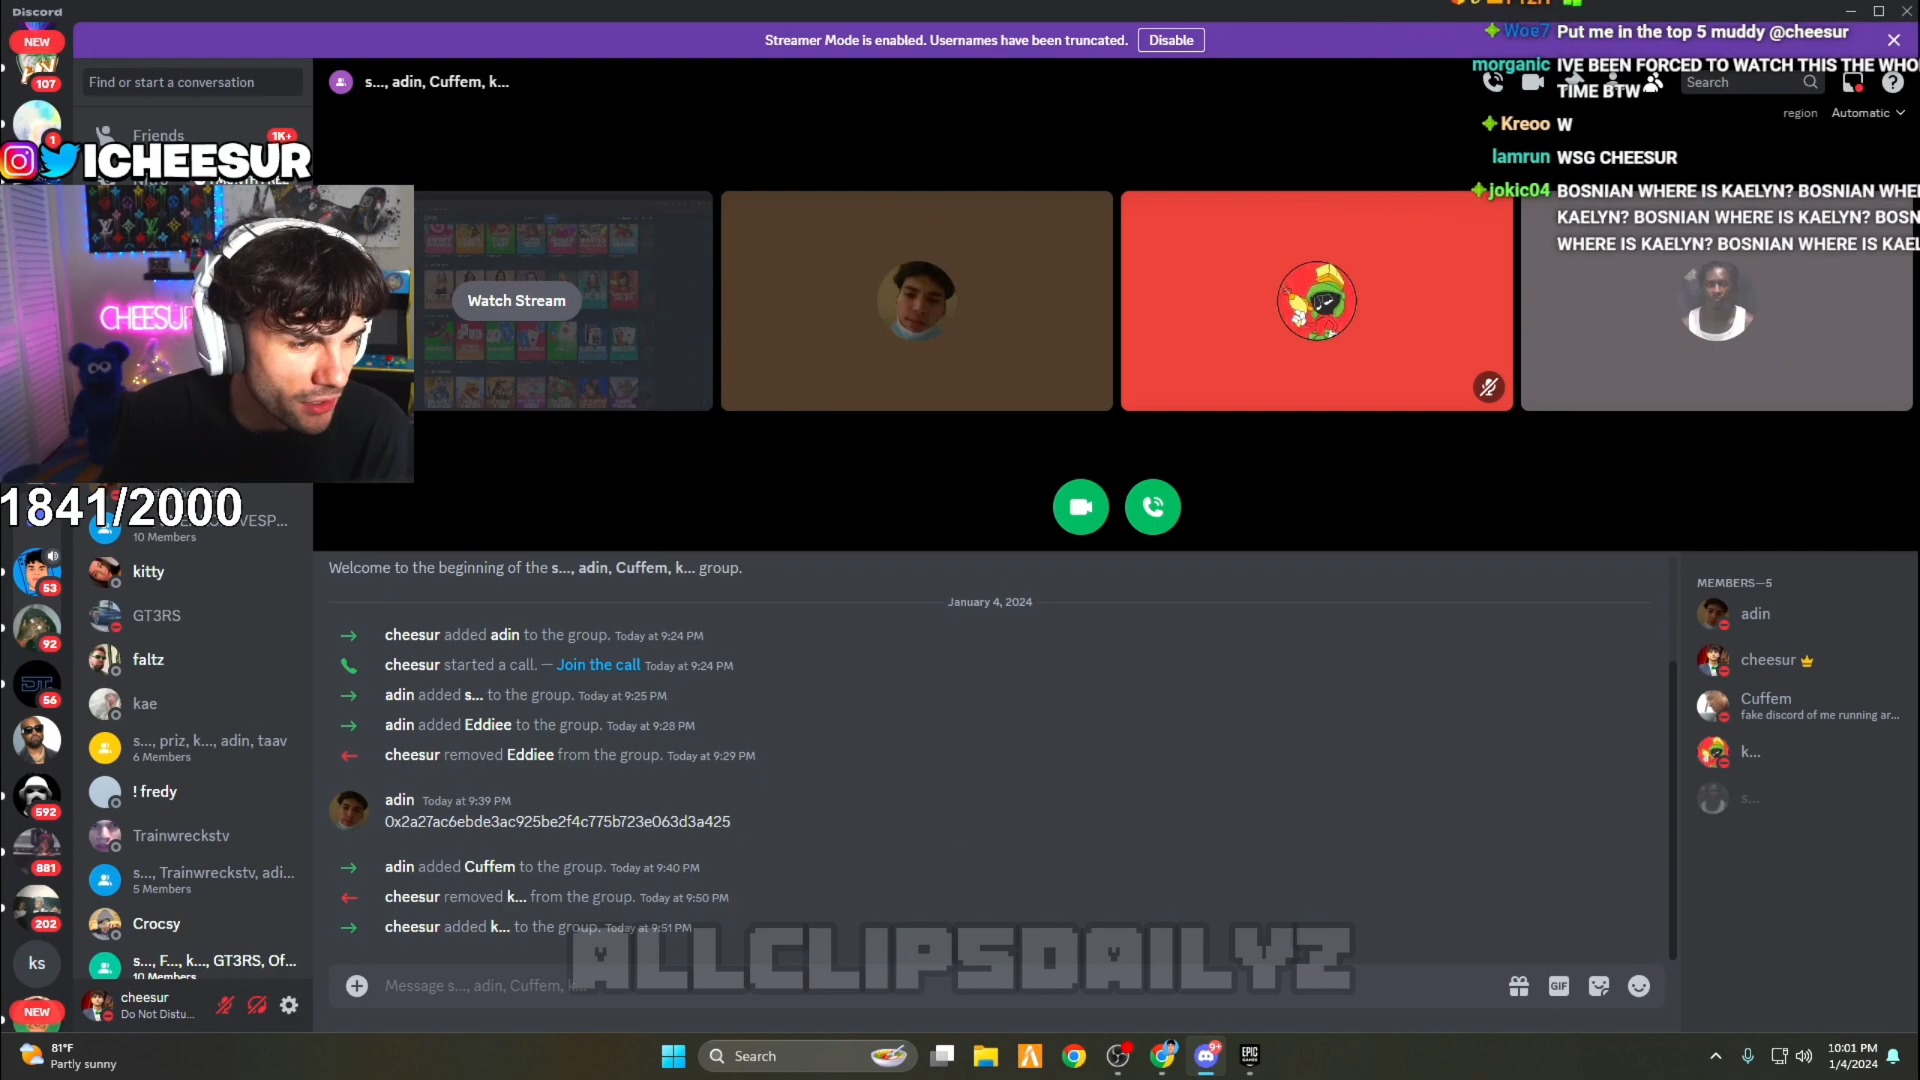 Discord
Streamer Mode is enabled. Usernames have been truncated.
Disable
NEW
107
Find or start a conversation
s..., adin, Cuffem, k...
Search
region
Automatic
Friends
1K+
1
ICHEESUR
Woe7 Put me in the top 5 muddy @cheesur
morganic IVE BEEN FORCED TO WATCH THIS THE WHO
TIME BTW
Kreoo W
lamrun WSG CHEESUR
jokic04 BOSNIAN WHERE IS KAELYN? BOSNIAN WHE
KAELYN? BOSNIAN WHERE IS KAELYN? BOSN
WHERE IS KAELYN? BOSNIAN WHERE IS KAEL
CHEESUR
Watch Stream
1841/2000
10 Members
53
kitty
GT3RS
92
faltz
56
kae
s..., priz, k..., adin, taav
6 Members
592
! fredy
Trainwreckstv
881
s..., Trainwreckstv, adi...
5 Members
202
Crocsy
ks
s..., F..., k..., GT3RS, Of...
10 Members
NEW
cheesur
Do Not Distu...
Welcome to the beginning of the s..., adin, Cuffem, k... group.
January 4, 2024
cheesur added adin to the group. Today at 9:24 PM
cheesur started a call. — Join the call Today at 9:24 PM
adin added s... to the group. Today at 9:25 PM
adin added Eddiee to the group. Today at 9:28 PM
cheesur removed Eddiee from the group. Today at 9:29 PM
adin Today at 9:39 PM
0x2a27ac6ebde3ac925be2f4c775b723e063d3a425
adin added Cuffem to the group. Today at 9:40 PM
cheesur removed k... from the group. Today at 9:50 PM
cheesur added k... to the group. Today at 9:51 PM
ALLCLIPSDAILYZ
Message s..., adin, Cuffem, k...
GIF
MEMBERS—5
adin
cheesur
Cuffem
fake discord of me running ar...
k...
s...
81°F
Partly sunny
Search
9+
EPIC
GAMES
10:01 PM
1/4/2024